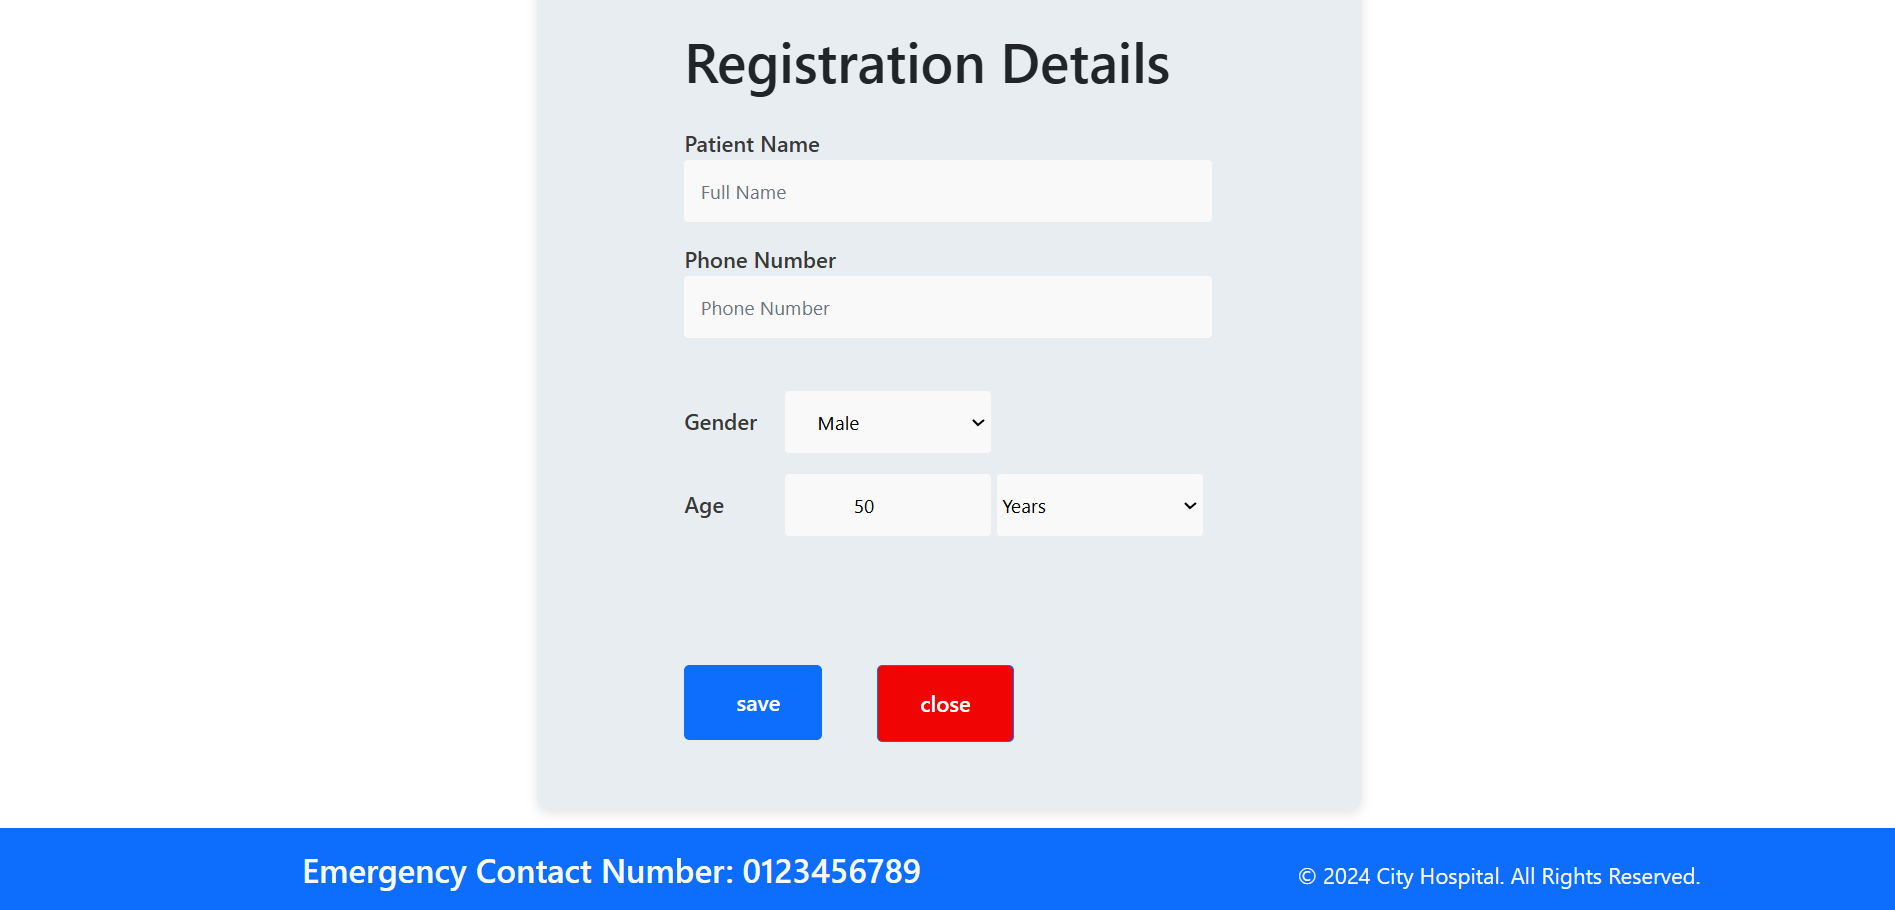 Registration Details
Patient Name
Full Name
Phone Number
Phone Number
Gender Male
Age 50 Years
save close
Emergency Contact Number: 0123456789
© 2024 City Hospital. All Rights Reserved.